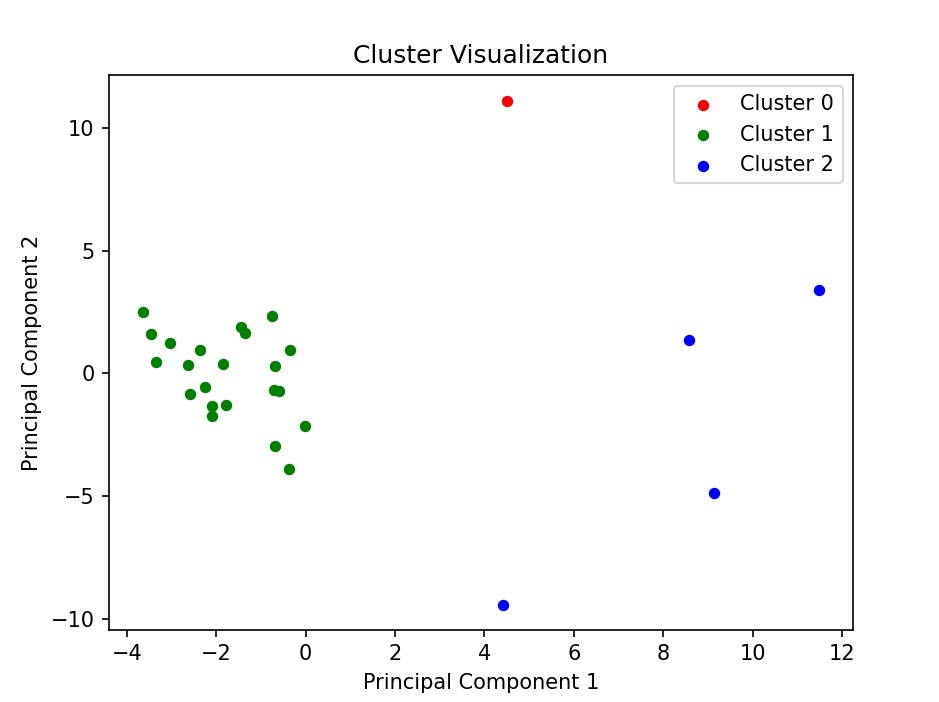 Cluster Visualization
Cluster 0
Cluster 1
Cluster 2
Principal Component 2
10
5
0
−5
−10
−4 −2 0 2 4 6 8 10 12
Principal Component 1